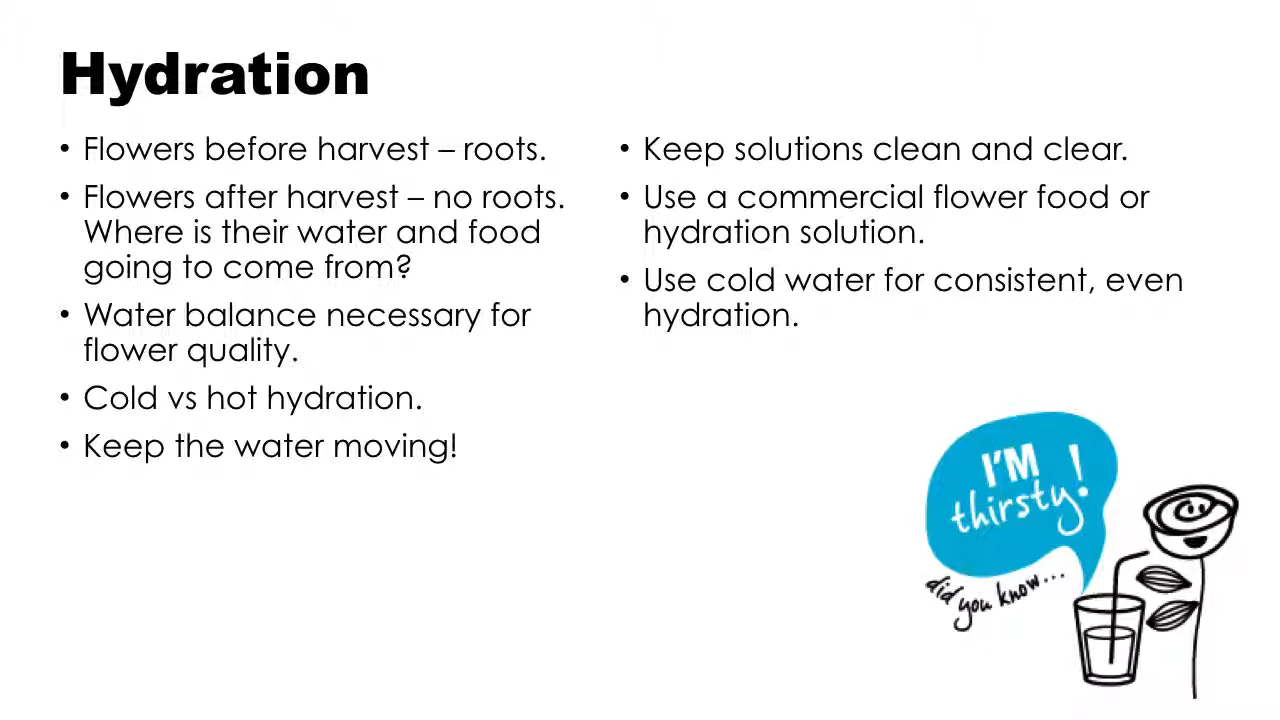 Hydration
• Flowers before harvest – roots.
• Flowers after harvest – no roots.
Where is their water and food
going to come from?
• Water balance necessary for
flower quality.
• Cold vs hot hydration.
• Keep the water moving!
• Keep solutions clean and clear.
• Use a commercial flower food or
hydration solution.
• Use cold water for consistent, even
hydration.
I'M
thirsty!
did you know...